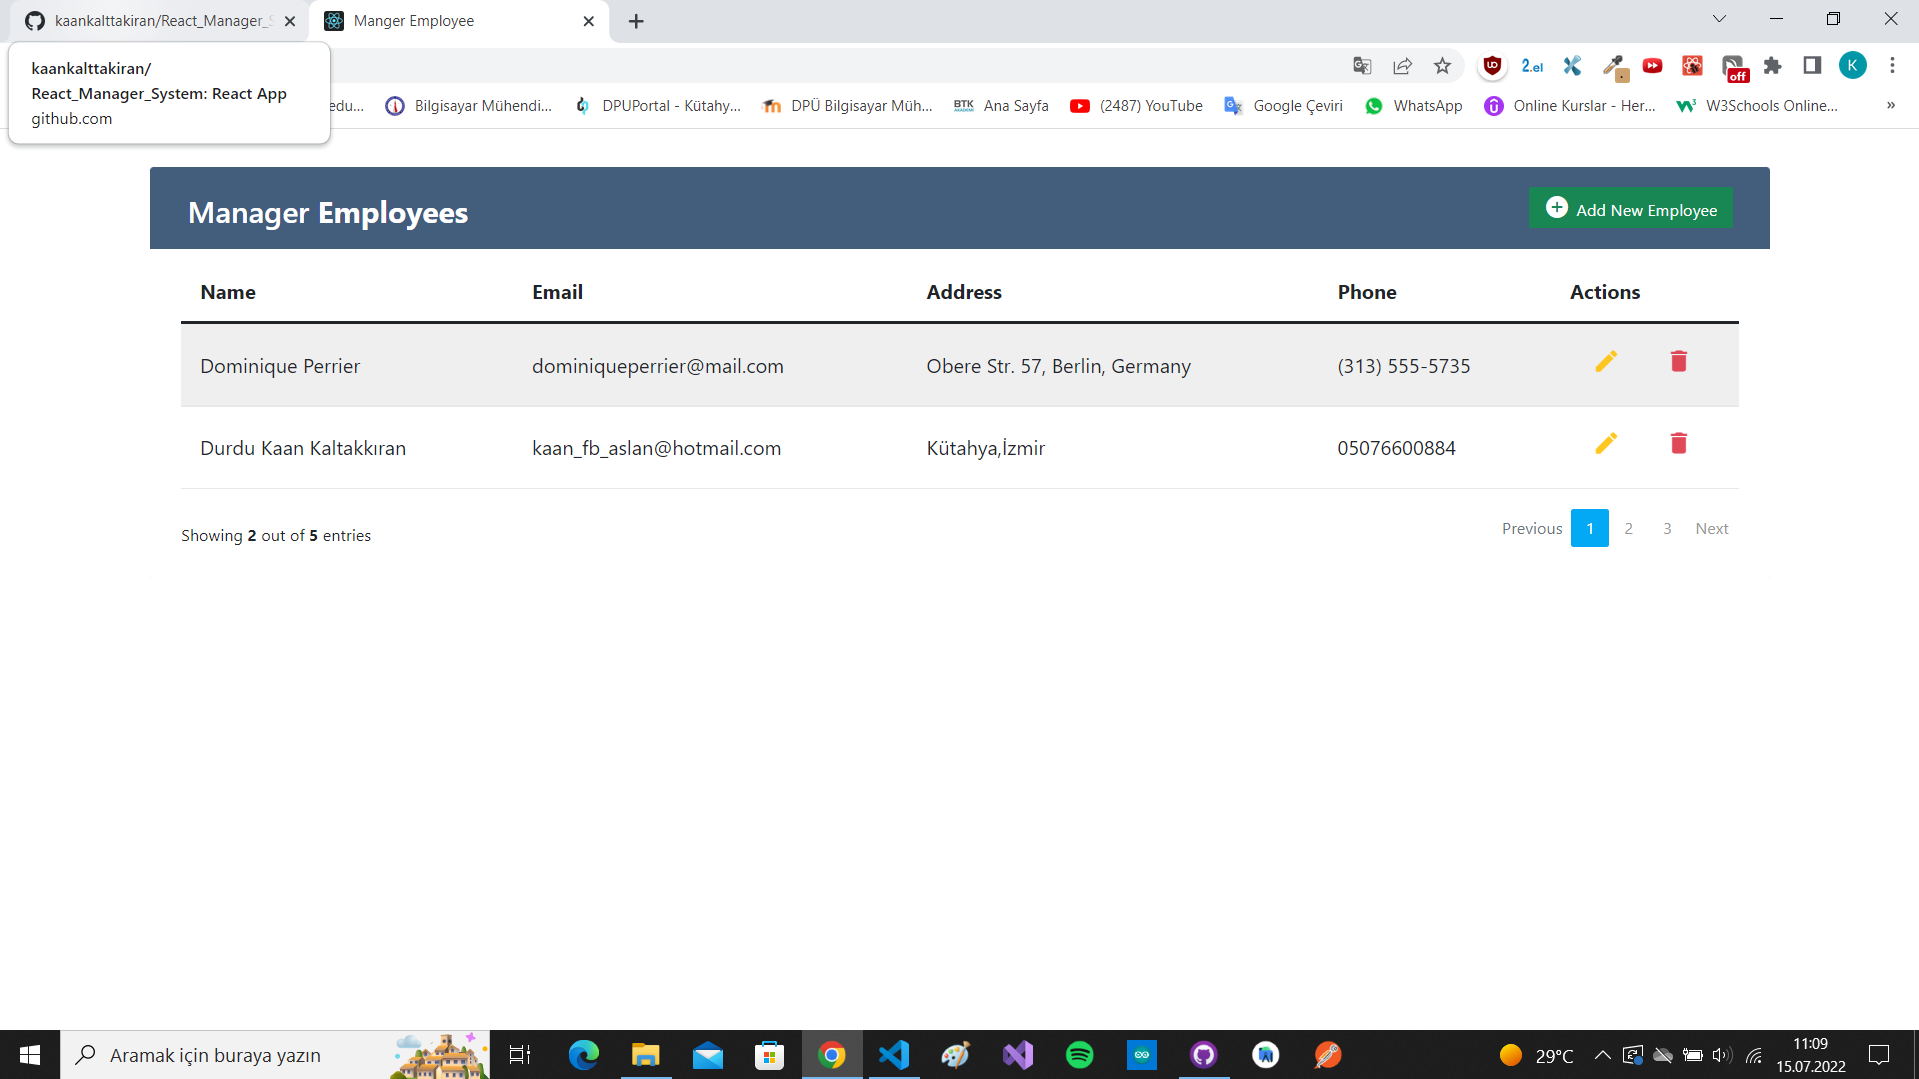 kaankalttakiran/React_Manager_S
Manger Employee
kaankalttakiran/
React_Manager_System: React App
github.com
2.el
off
K
edu...
Bilgisayar Mühendi...
DPUPortal - Kütahy...
DPÜ Bilgisayar Müh...
BTK AKADEMİ Ana Sayfa
(2487) YouTube
Google Çeviri
WhatsApp
Online Kurslar - Her...
W3Schools Online...
»
Manager Employees
Add New Employee
Name Email Address Phone Actions
Dominique Perrier dominiqueperrier@mail.com Obere Str. 57, Berlin, Germany (313) 555-5735
Durdu Kaan Kaltakkıran kaan_fb_aslan@hotmail.com Kütahya,İzmir 05076600884
Showing 2 out of 5 entries
Previous 1 2 3 Next
Aramak için buraya yazın
29°C
11:09
15.07.2022